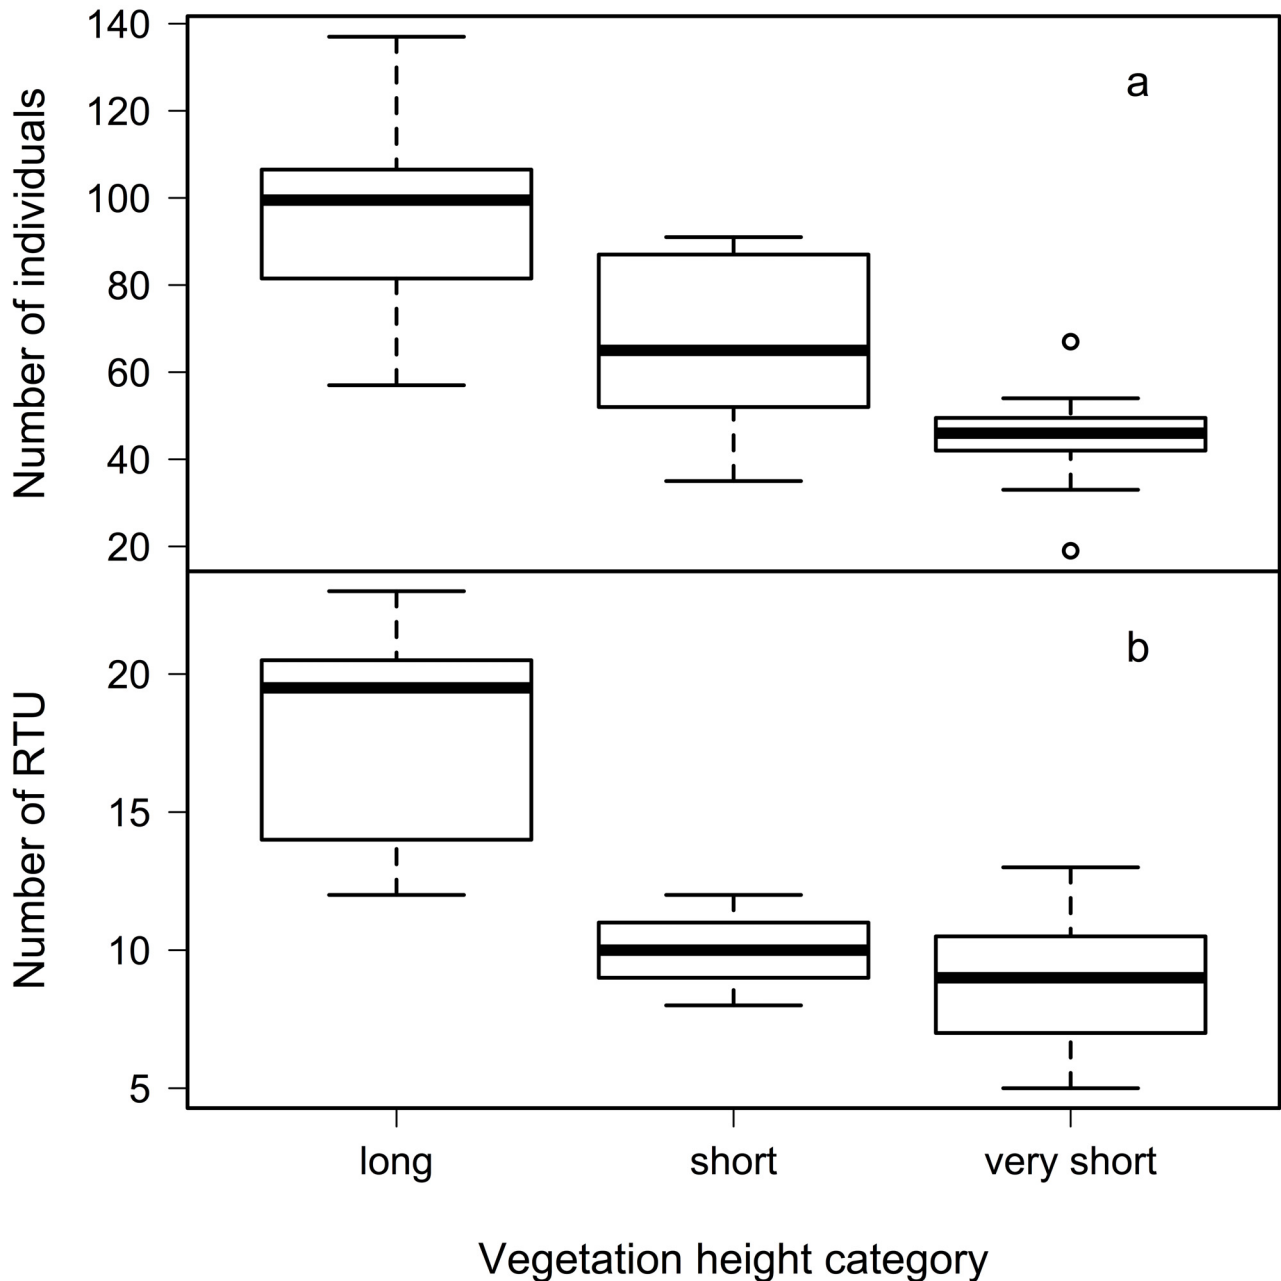 Number of individuals
140
120
100
80
60
40
20
a
Number of RTU
20
15
10
5
b
long short very short
Vegetation height category